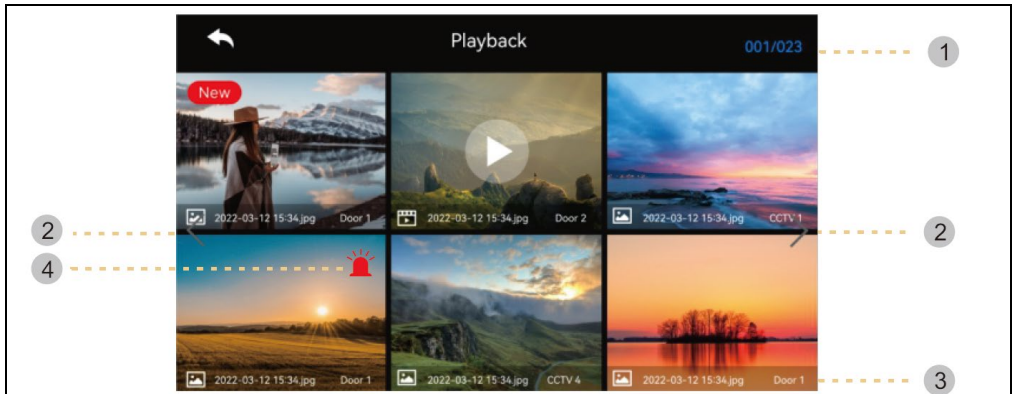 Playback
001/023
1
New
2022-03-12 15:34.jpg Door 1
2022-03-12 15:34.jpg Door 2
2022-03-12 15:34.jpg CCTV 1
2
2
4
2022-03-12 15:34.jpg Door 1
2022-03-12 15:34.jpg CCTV 4
2022-03-12 15:34.jpg Door 1
3